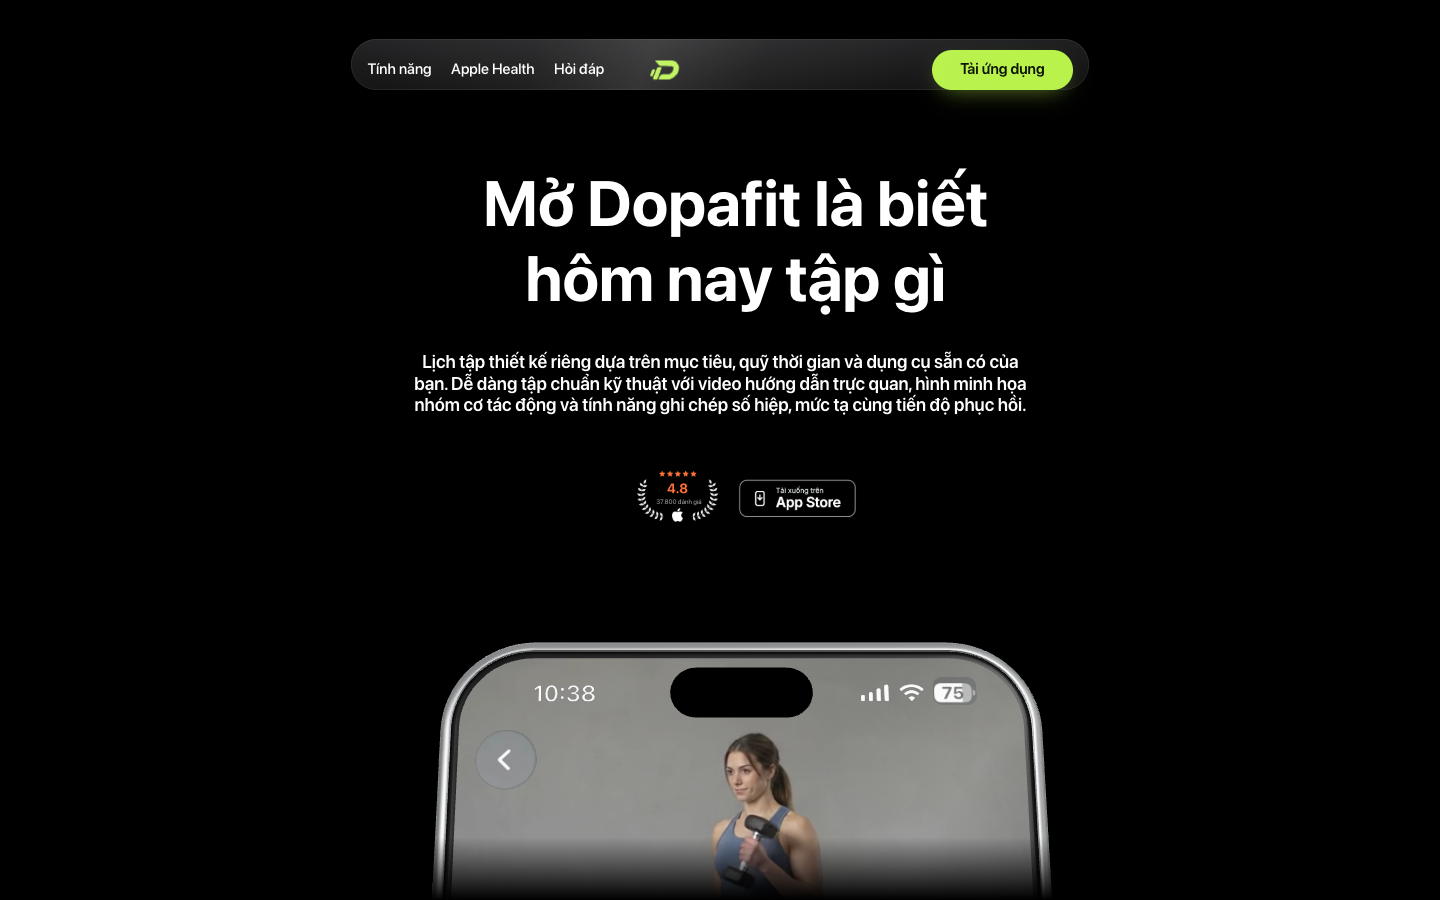 Tính năng
Apple Health
Hỏi đáp
Tải ứng dụng
Mở Dopafit là biết
hôm nay tập gì
Lịch tập thiết kế riêng dựa trên mục tiêu, quỹ thời gian và dụng cụ sẵn có của
bạn. Dễ dàng tập chuẩn kỹ thuật với video hướng dẫn trực quan, hình minh họa
nhóm cơ tác động và tính năng ghi chép số hiệp, mức tạ cùng tiến độ phục hồi.
4.8
37 800 đánh giá
Tải xuống trên
App Store
10:38
75